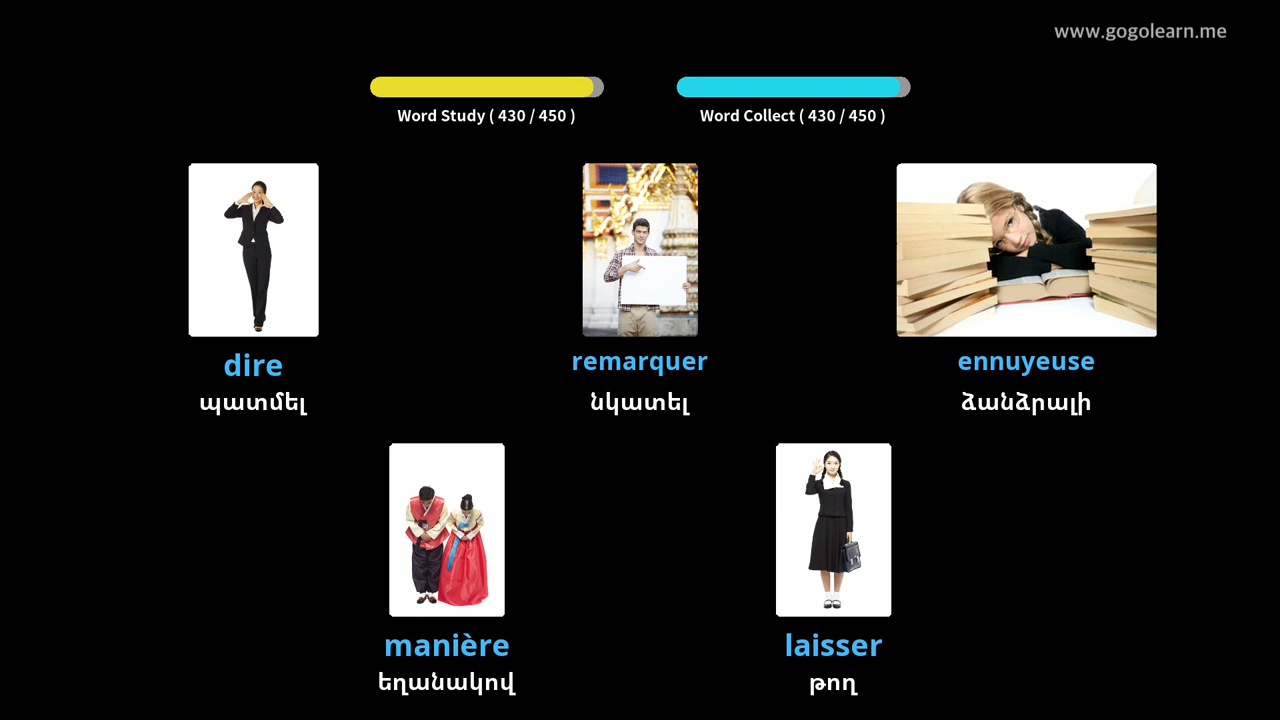 www.gogolearn.me
Word Study ( 430 / 450 )
Word Collect ( 430 / 450 )
dire
remarquer
ennuyeuse
պատմել
նկատել
ձանձրալի
manière
laisser
եղանակով
թող